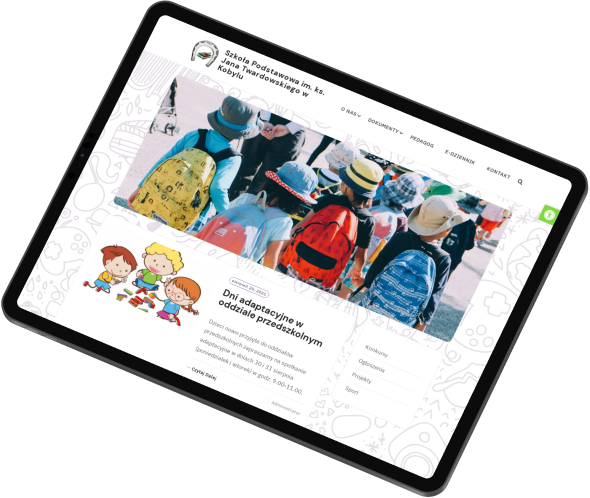 Szkoła Podstawowa im. ks.
Jana Twardowskiego w
Kobylu
O NAS
DOKUMENTY
PEDAGOG
E-DZIENNIK
KONTAKT
sierpień 25, 2021
Dni adaptacyjne w
oddziale przedszkolnym
Dzieci nowo przyjęte do oddziałów
przedszkolnych zapraszamy na spotkanie
adaptacyjne w dniach 30 i 31 sierpnia
(poniedziałek i wtorek) w godz. 9.00-11.00.
Czytaj Dalej
Administrator
Konkursy
Ogłoszenia
Projekty
Sport